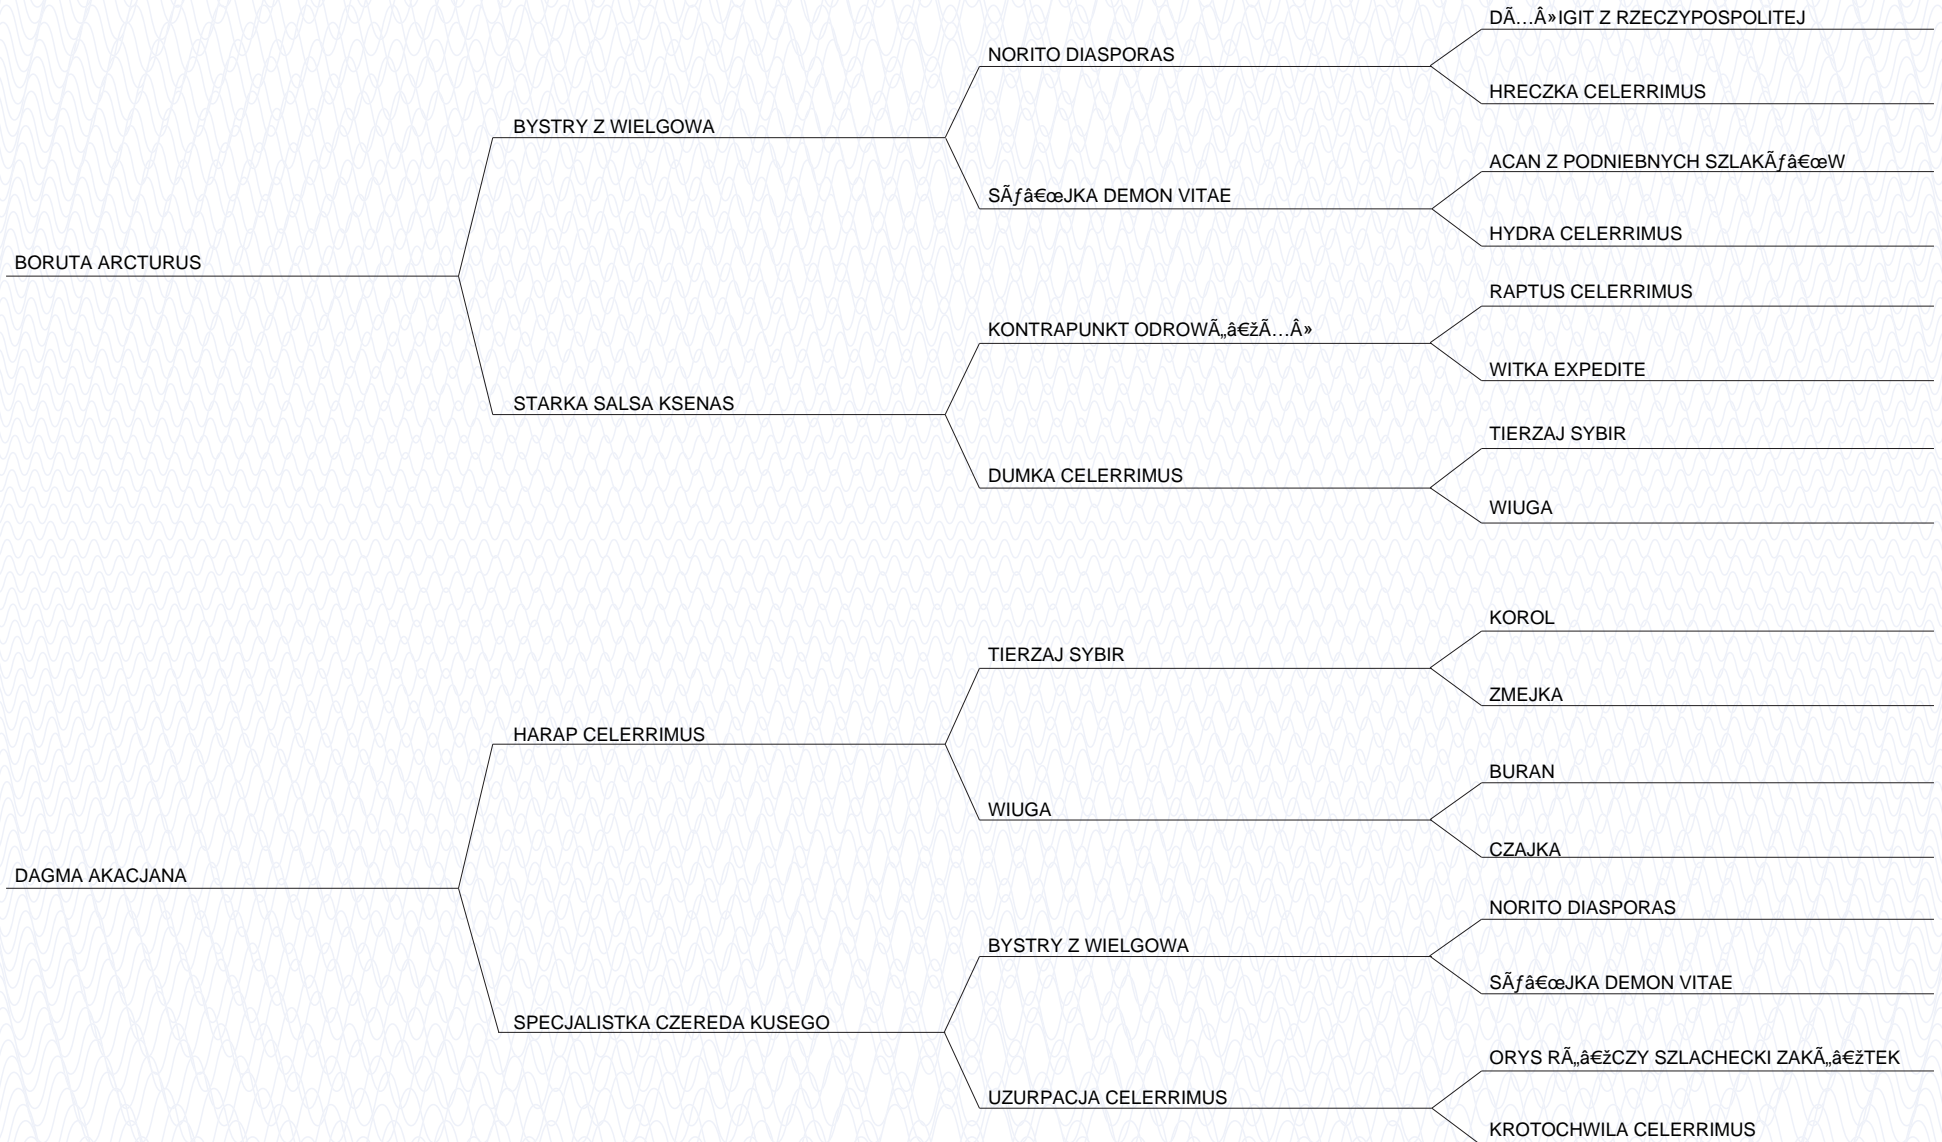 DÃ…Â»IGIT Z RZECZYPOSPOLITEJ
NORITO DIASPORAS
HRECZKA CELERRIMUS
BYSTRY Z WIELGOWA
ACAN Z PODNIEBNYCH SZLAKÃƒâ€œW
SÃƒâ€œJKA DEMON VITAE
HYDRA CELERRIMUS
BORUTA ARCTURUS
RAPTUS CELERRIMUS
KONTRAPUNKT ODROWÃ„â€žÃ…Â»
WITKA EXPEDITE
STARKA SALSA KSENAS
TIERZAJ SYBIR
DUMKA CELERRIMUS
WIUGA
KOROL
TIERZAJ SYBIR
ZMEJKA
HARAP CELERRIMUS
BURAN
WIUGA
CZAJKA
DAGMA AKACJANA
NORITO DIASPORAS
BYSTRY Z WIELGOWA
SÃƒâ€œJKA DEMON VITAE
SPECJALISTKA CZEREDA KUSEGO
ORYS RÃ„â€žCZY SZLACHECKI ZAKÃ„â€žTEK
UZURPACJA CELERRIMUS
KROTOCHWILA CELERRIMUS